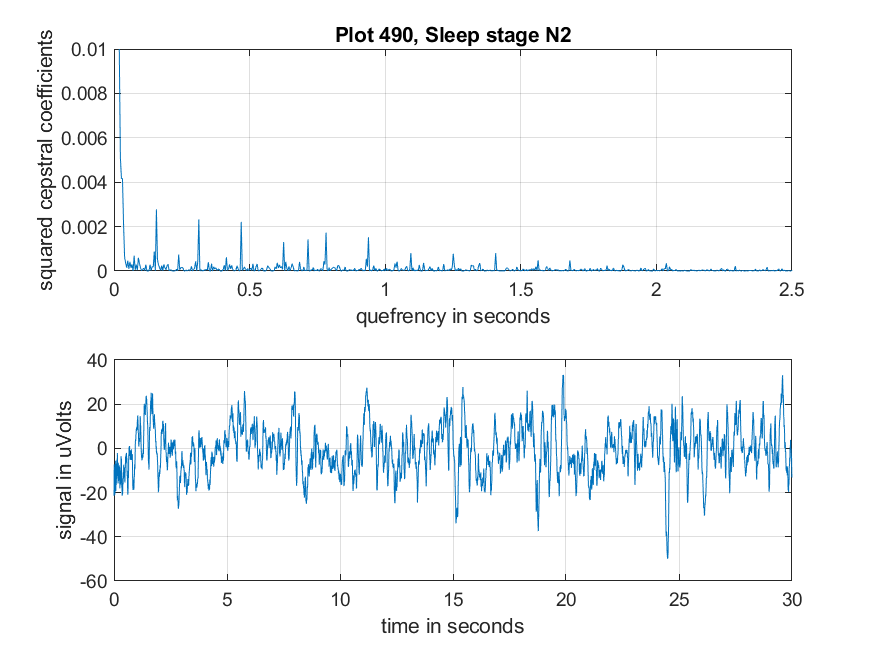 Plot 490, Sleep stage N2
squared cepstral coefficients
0.01
0.008
0.006
0.004
0.002
0
0 0.5 1 1.5 2 2.5
quefrency in seconds
signal in uVolts
40
20
0
-20
-40
-60
0 5 10 15 20 25 30
time in seconds